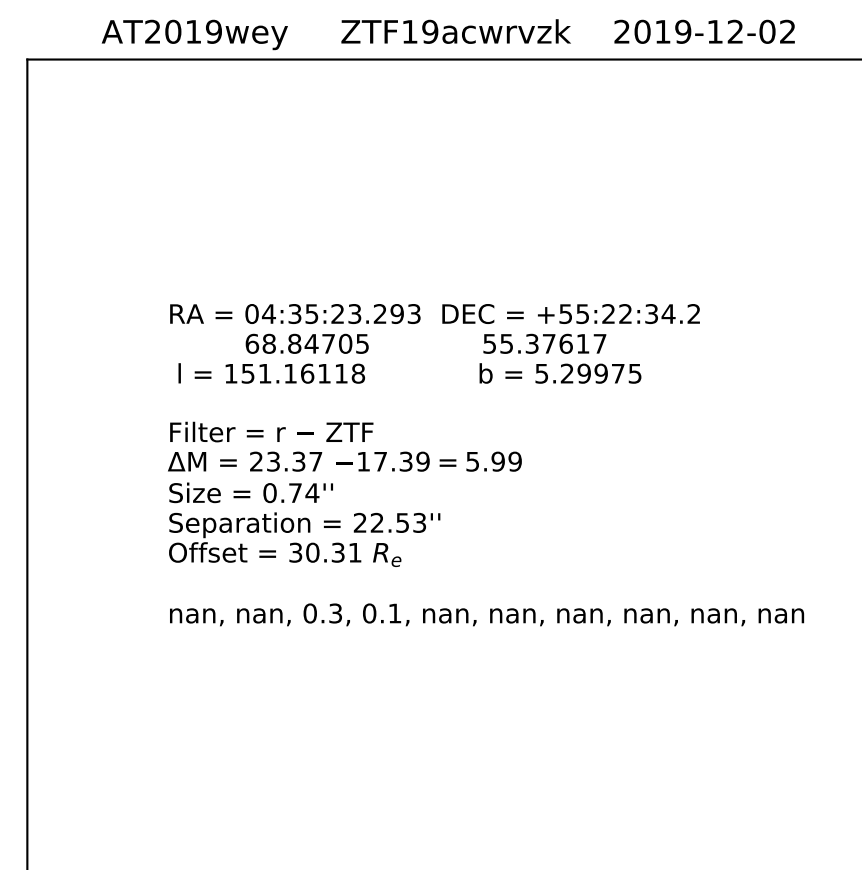 AT2019wey ZTF19acwrvzk 2019-12-02
RA = 04:35:23.293 DEC = +55:22:34.2
68.84705 55.37617
l = 151.16118 b = 5.29975
Filter = r − ZTF
ΔM = 23.37 −17.39 = 5.99
Size = 0.74''
Separation = 22.53''
Offset = 30.31 Rₑ
nan, nan, 0.3, 0.1, nan, nan, nan, nan, nan, nan